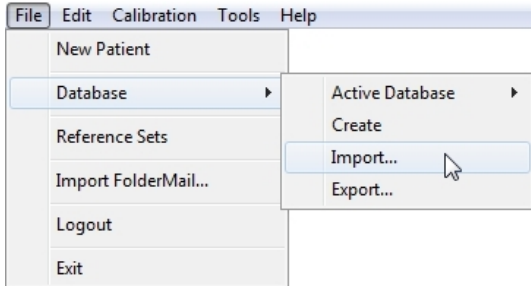 File Edit Calibration Tools Help
New Patient
Database
Reference Sets
Import FolderMail...
Logout
Exit
Active Database
Create
Import...
Export...